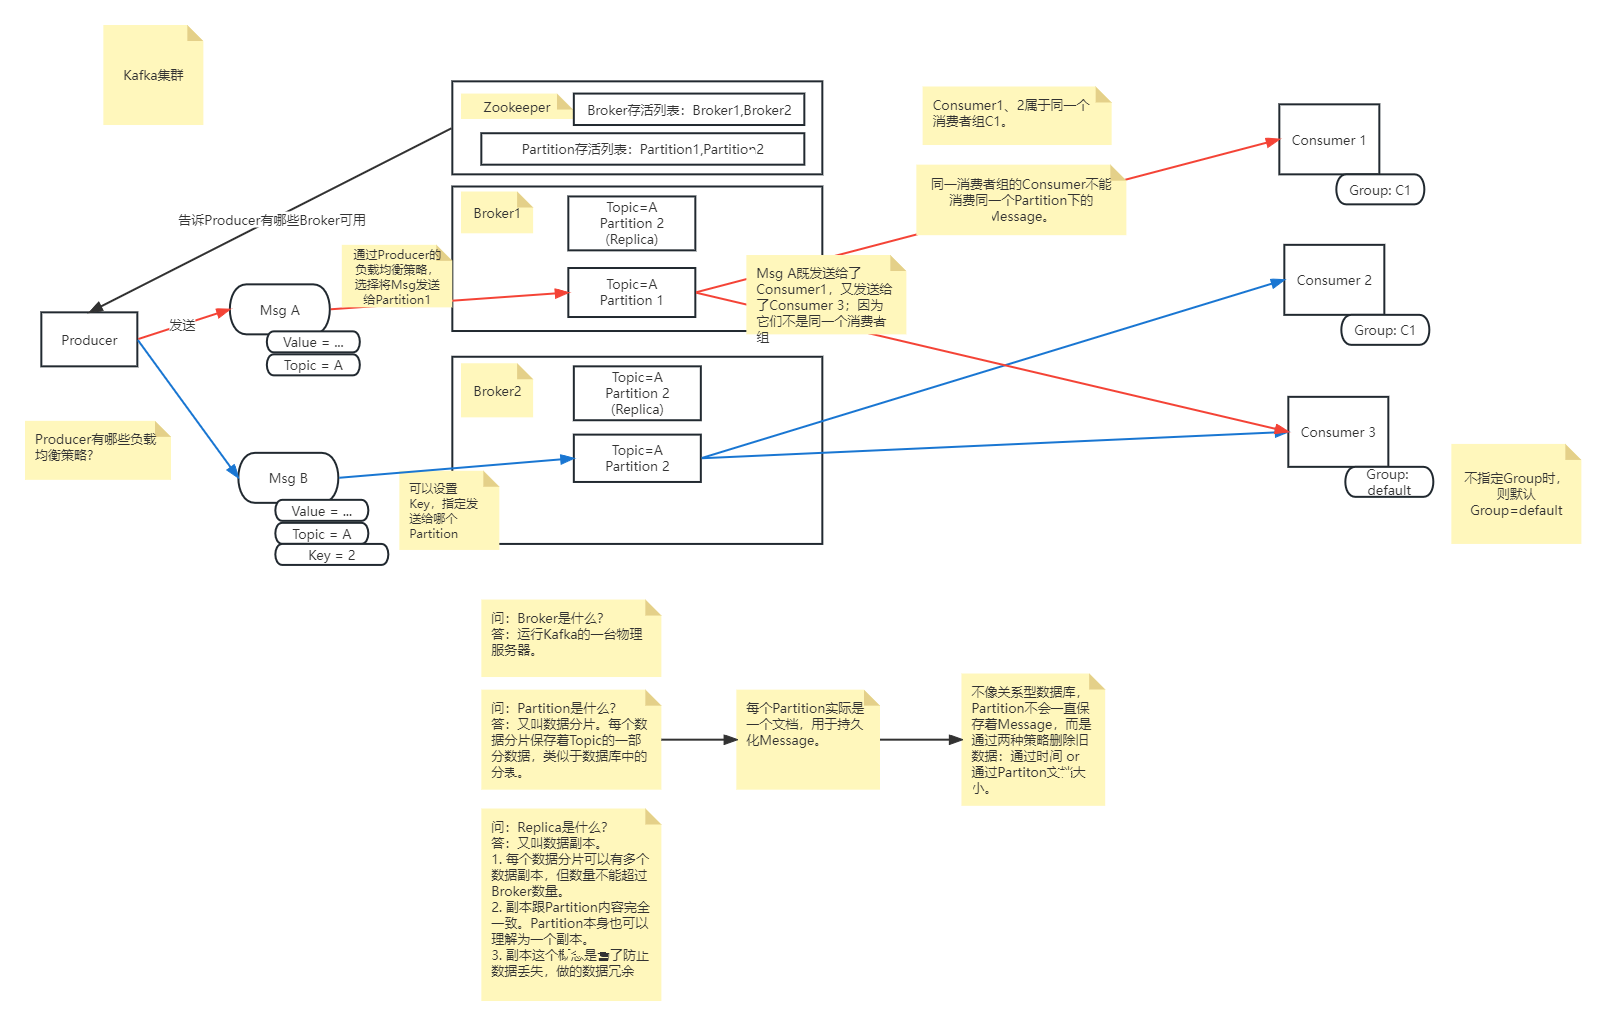 Kafka集群
Zookeeper
Broker存活列表：Broker1,Broker2
Partition存活列表：Partition1,Partition2
告诉Producer有哪些Broker可用
Consumer1、2属于同一个
消费者组C1。
同一消费者组的Consumer不能
消费同一个Partition下的
Message。
Consumer 1
Group: C1
Broker1
Topic=A
Partition 2
(Replica)
通过Producer的
负载均衡策略，
选择将Msg发送
给Partition1
Topic=A
Partition 1
Msg A既发送给了
Consumer1，又发送给
了Consumer 3；因为
它们不是同一个消费者
组
Consumer 2
Group: C1
Producer
发送
Msg A
Value = ...
Topic = A
Broker2
Topic=A
Partition 2
(Replica)
Topic=A
Partition 2
Consumer 3
Group:
default
不指定Group时，
则默认
Group=default
Producer有哪些负载
均衡策略？
Msg B
Value = ...
Topic = A
Key = 2
可以设置
Key，指定发
送给哪个
Partition
问：Broker是什么？
答：运行Kafka的一台物理
服务器。
问：Partition是什么？
答：又叫数据分片。每个数
据分片保存着Topic的一部
分数据，类似于数据库中的
分表。
每个Partition实际是
一个文档，用于持久
化Message。
不像关系型数据库，
Partition不会一直保
存着Message，而是
通过两种策略删除旧
数据：通过时间 or
通过Partiton文档大
小。
问：Replica是什么？
答：又叫数据副本。
1. 每个数据分片可以有多个
数据副本，但数量不能超过
Broker数量。
2. 副本跟Partition内容完全
一致。Partition本身也可以
理解为一个副本。
3. 副本这个概念是为了防止
数据丢失，做的数据冗余